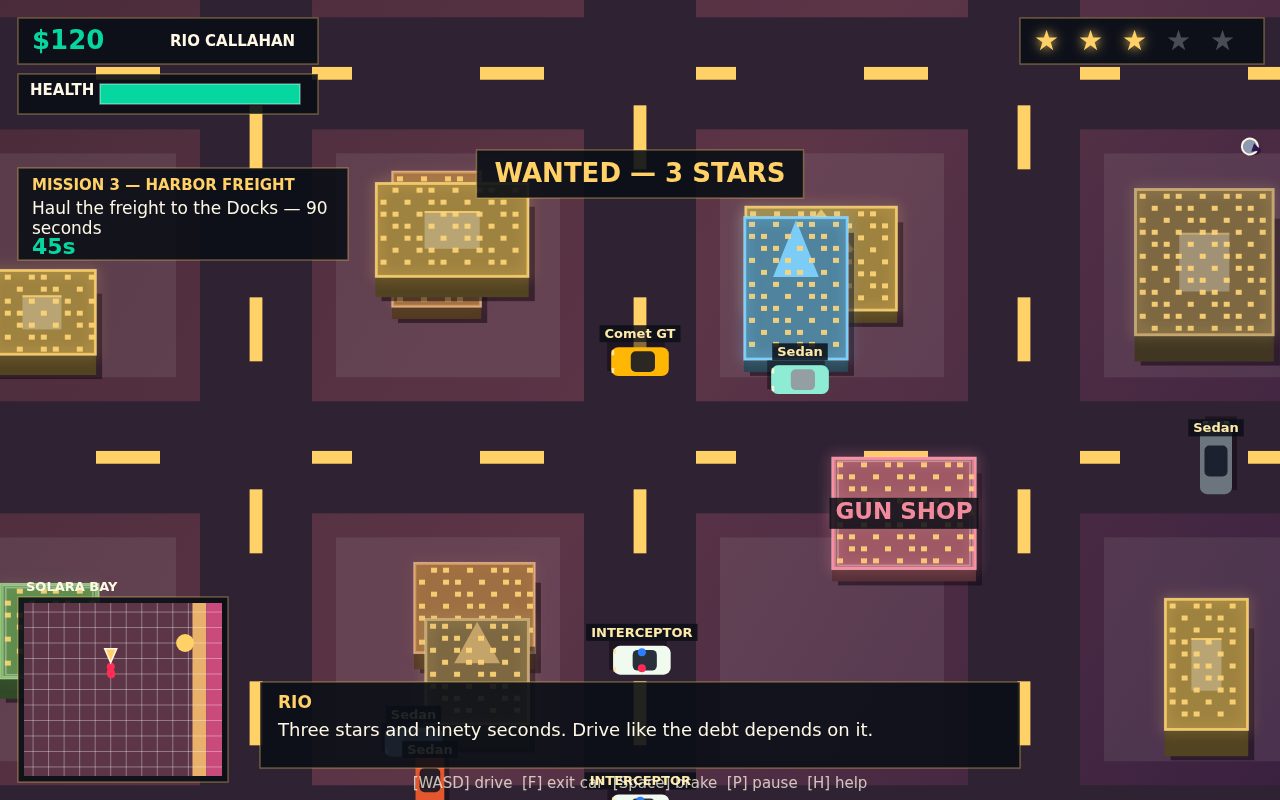 $120 RIO CALLAHAN
HEALTH
★ ★ ★ ★ ★
WANTED — 3 STARS
MISSION 3 — HARBOR FREIGHT
Haul the freight to the Docks — 90
seconds
45s
Comet GT
Sedan
Sedan
GUN SHOP
SOLARA BAY
INTERCEPTOR
RIO
Three stars and ninety seconds. Drive like the debt depends on it.
Sedan
Sedan
INTERCEPTOR
[WASD] drive [F] exit car [Space] brake [P] pause [H] help